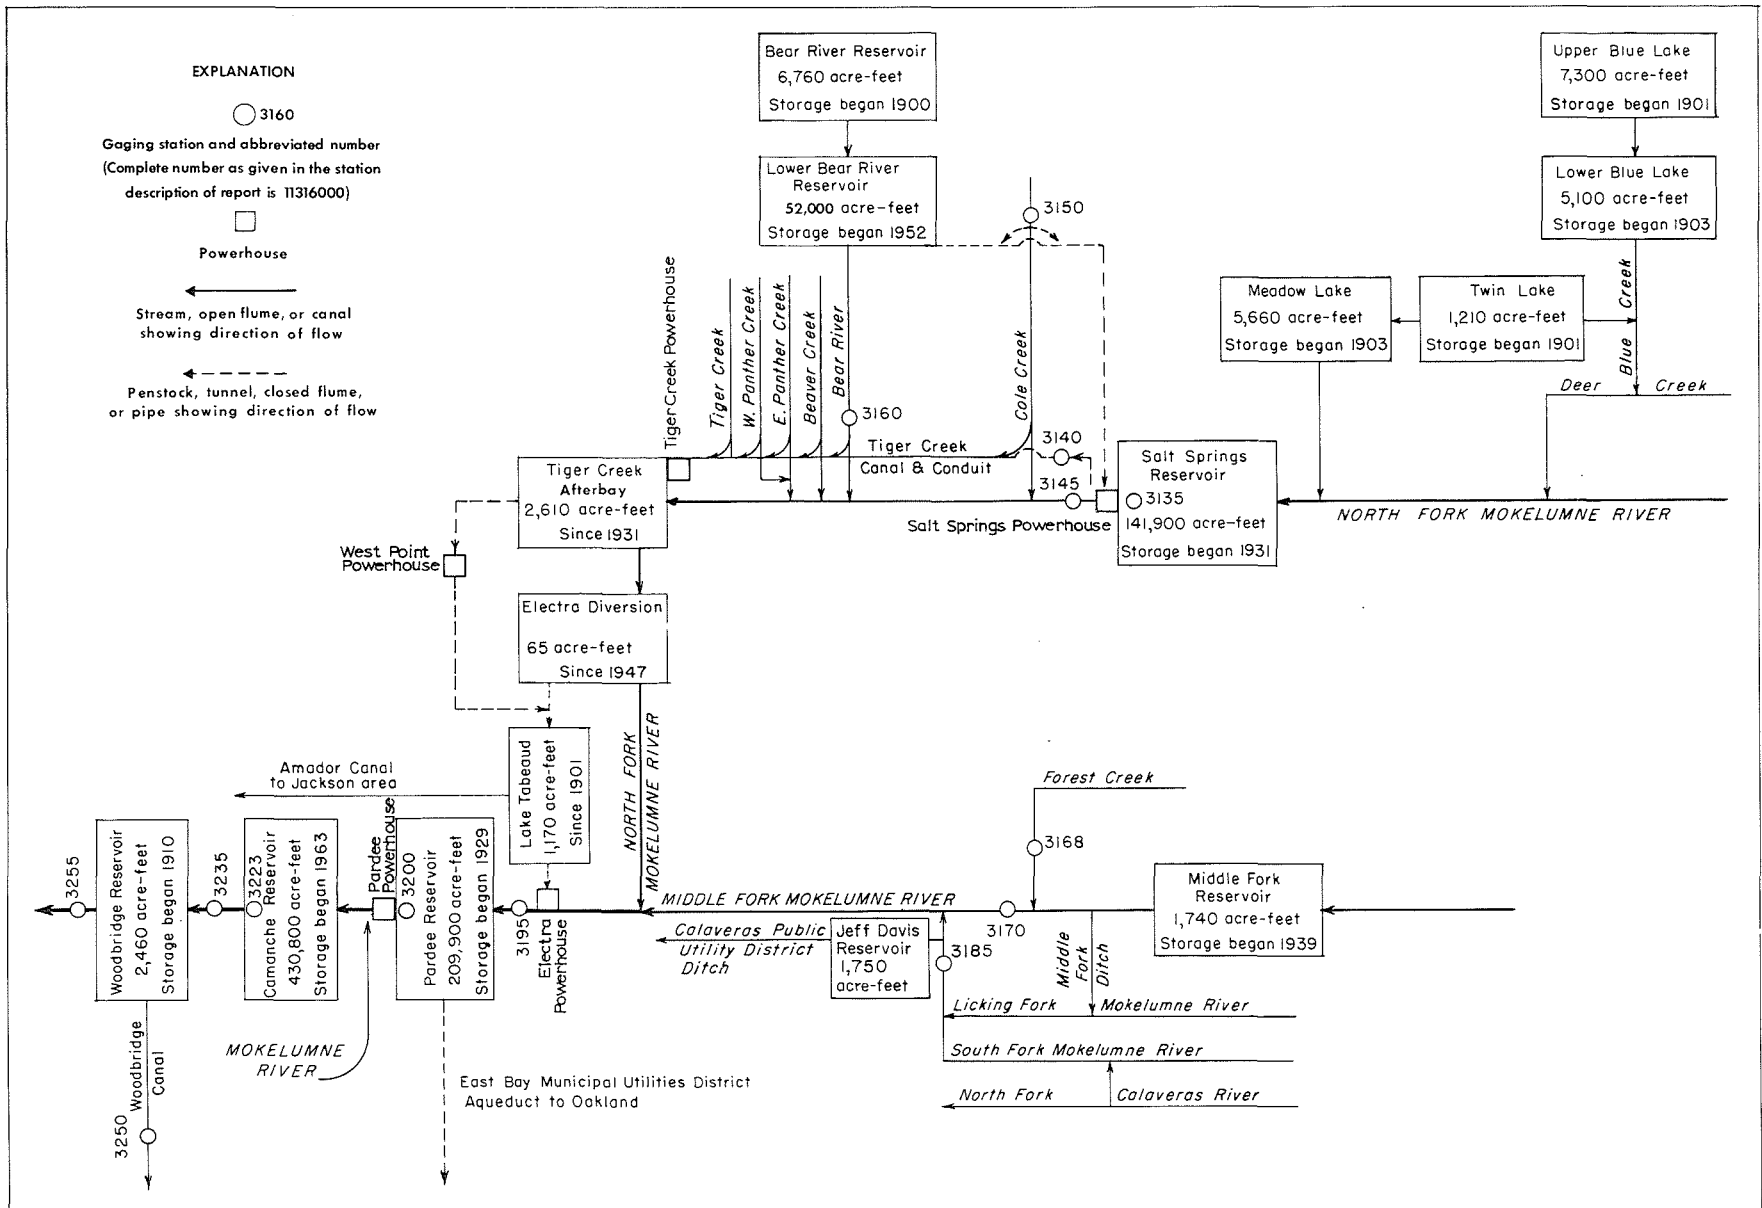 EXPLANATION
3160
Gaging station and abbreviated number
(Complete number as given in the station
description of report is 11316000)
Powerhouse
Stream, open flume, or canal
showing direction of flow
Penstock, tunnel, closed flume,
or pipe showing direction of flow
Bear River Reservoir
6,760 acre-feet
Storage began 1900
Lower Bear River
Reservoir
52,000 acre-feet
Storage began 1952
Upper Blue Lake
7,300 acre-feet
Storage began 1901
Lower Blue Lake
5,100 acre-feet
Storage began 1903
Meadow Lake
5,660 acre-feet
Storage began 1903
Twin Lake
1,210 acre-feet
Storage began 1901
Blue Creek
Deer Creek
3150
Tiger Creek Powerhouse
Tiger Creek
W. Panther Creek
E. Panther Creek
Beaver Creek
Bear River
Cole Creek
3160
Tiger Creek
Canal & Conduit
3140
3145
Salt Springs
Reservoir
3135
141,900 acre-feet
Storage began 1931
Salt Springs Powerhouse
NORTH FORK MOKELUMNE RIVER
Tiger Creek
Afterbay
2,610 acre-feet
Since 1931
West Point
Powerhouse
Electra Diversion
65 acre-feet
Since 1947
NORTH FORK
MOKELUMNE RIVER
Lake Tabeaud
1,170 acre-feet
Since 1901
Amador Canal
to Jackson area
Forest Creek
3168
Middle Fork
Reservoir
1,740 acre-feet
Storage began 1939
MIDDLE FORK MOKELUMNE RIVER
3170
Middle
Fork
Ditch
Calaveras Public
Utility District
Ditch
Jeff Davis
Reservoir
1,750
acre-feet
3185
Licking Fork Mokelumne River
South Fork Mokelumne River
North Fork Calaveras River
3255
Woodbridge Reservoir
2,460 acre-feet
Storage began 1910
3235
3223
Camanche Reservoir
430,800 acre-feet
Storage began 1963
Pardee
Powerhouse
3200
Pardee Reservoir
209,900 acre-feet
Storage began 1929
3195
Electra
Powerhouse
MOKELUMNE
RIVER
Woodbridge
Canal
3250
East Bay Municipal Utilities District
Aqueduct to Oakland